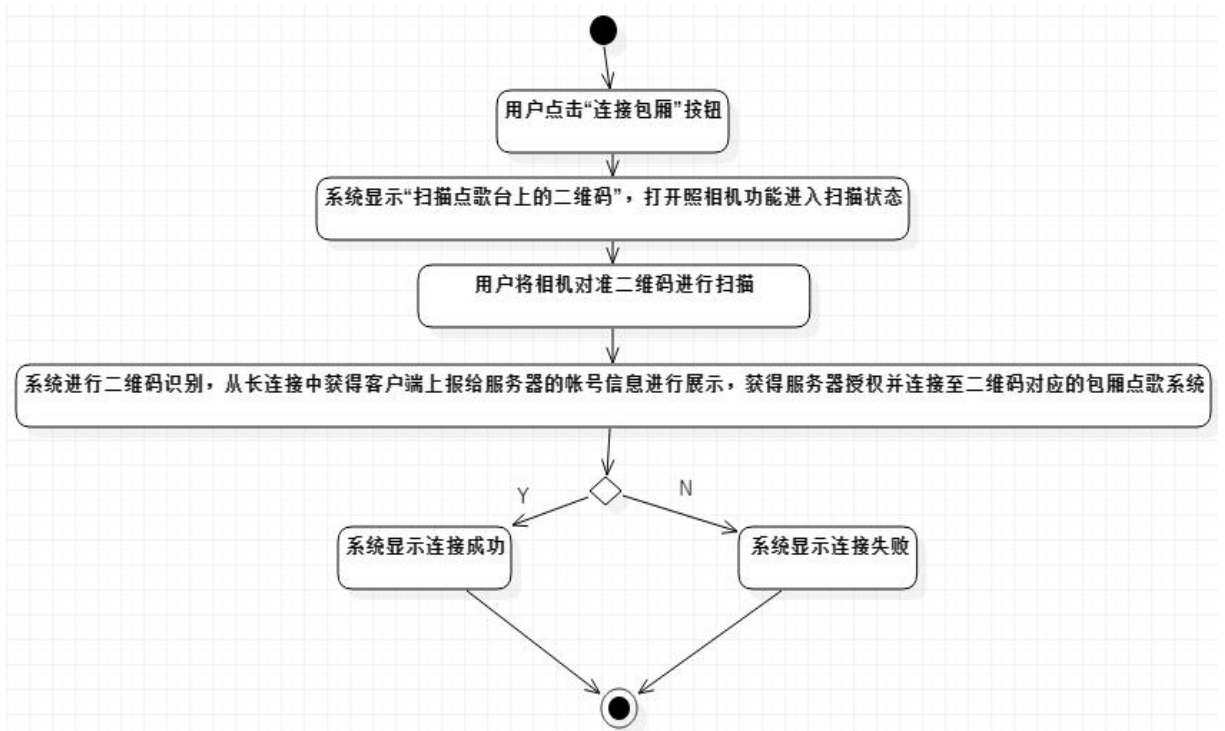 用户点击“连接包厢”按钮
系统显示“扫描点歌台上的二维码”，打开照相机功能进入扫描状态
用户将相机对准二维码进行扫描
系统进行二维码识别，从长连接中获得客户端上报给服务器的帐号信息进行展示，获得服务器授权并连接至二维码对应的包厢点歌系统
Y
N
系统显示连接成功
系统显示连接失败